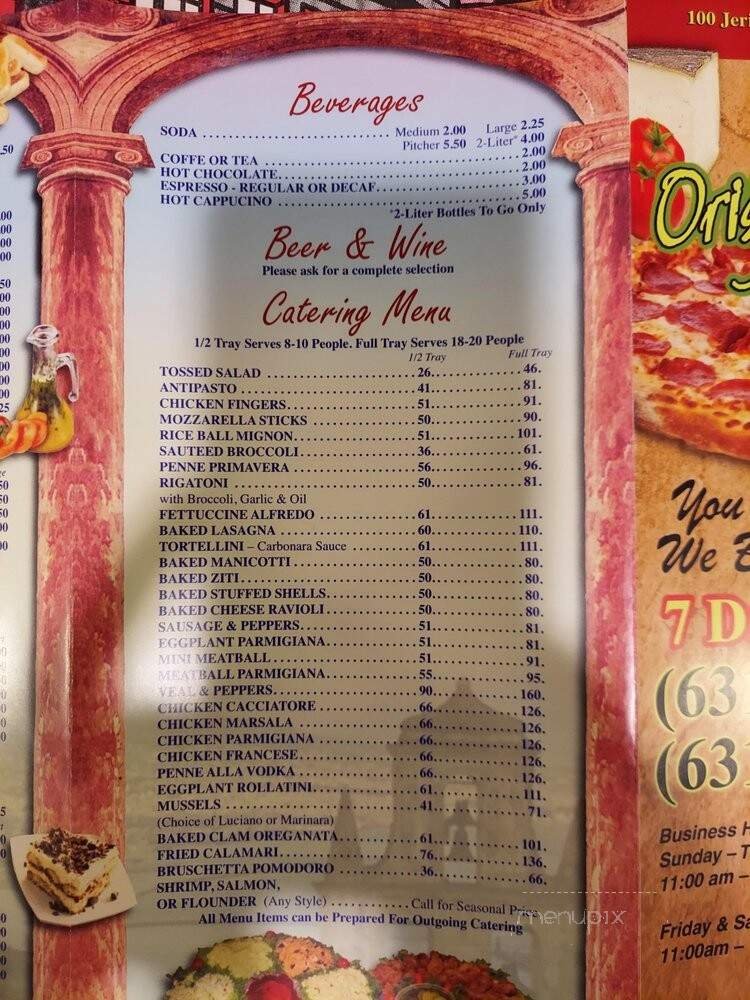 100 Jeri
Beverages
SODA Medium 2.00 Large 2.25
Pitcher 5.50 2-Liter* 4.00
COFFE OR TEA 2.00
HOT CHOCOLATE 2.00
ESPRESSO - REGULAR OR DECAF 3.00
HOT CAPPUCINO 5.00
*2-Liter Bottles To Go Only
Beer & Wine
Please ask for a complete selection
Catering Menu
1/2 Tray Serves 8-10 People. Full Tray Serves 18-20 People
1/2 Tray Full Tray
TOSSED SALAD 26. 46.
ANTIPASTO 41. 81.
CHICKEN FINGERS 51. 91.
MOZZARELLA STICKS 50. 90.
RICE BALL MIGNON 51. 101.
SAUTEED BROCCOLI 36. 61.
PENNE PRIMAVERA 56. 96.
RIGATONI 50. 81.
with Broccoli, Garlic & Oil
FETTUCCINE ALFREDO 61. 111.
BAKED LASAGNA 60. 110.
TORTELLINI – Carbonara Sauce 61. 111.
BAKED MANICOTTI 50. 80.
BAKED ZITI 50. 80.
BAKED STUFFED SHELLS 50. 80.
BAKED CHEESE RAVIOLI 50. 80.
SAUSAGE & PEPPERS 51. 81.
EGGPLANT PARMIGIANA 51. 81.
MINI MEATBALL 51. 91.
MEATBALL PARMIGIANA 55. 95.
VEAL & PEPPERS 90. 160.
CHICKEN CACCIATORE 66. 126.
CHICKEN MARSALA 66. 126.
CHICKEN PARMIGIANA 66. 126.
CHICKEN FRANCESE 66. 126.
PENNE ALLA VODKA 66. 126.
EGGPLANT ROLLATINI 61. 111.
MUSSELS 41. 71.
(Choice of Luciano or Marinara)
BAKED CLAM OREGANATA 61. 101.
FRIED CALAMARI 76. 136.
BRUSCHETTA POMODORO 36. 66.
SHRIMP, SALMON,
OR FLOUNDER (Any Style) Call for Seasonal Price
All Menu Items can be Prepared For Outgoing Catering
menupix
You
We
7 D
(63
(63
Business H
Sunday – T
11:00 am –
Friday & Sa
11:00am –